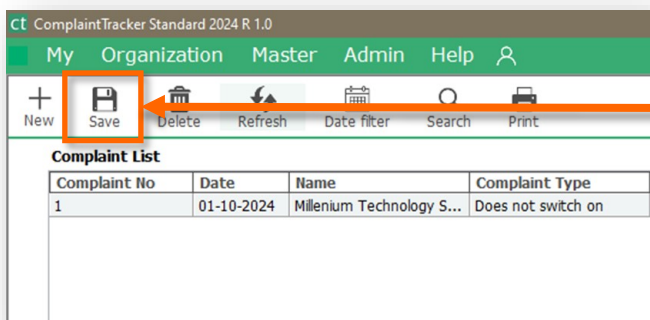 ct ComplaintTracker Standard 2024 R 1.0
My Organization Master Admin Help
New Save Delete Refresh Date filter Search Print
Complaint List
Complaint No Date Name Complaint Type
1 01-10-2024 Millenium Technology S... Does not switch on